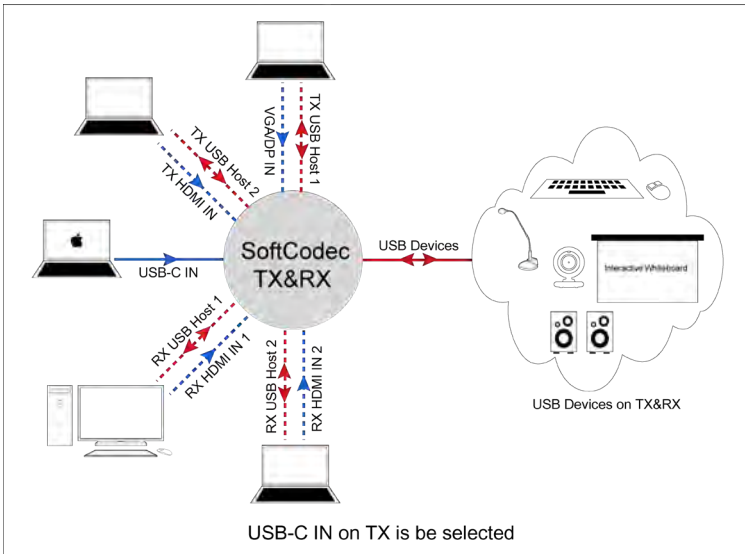 VGA/DP IN
TX USB Host 1
TX USB Host 2
TX HDMI IN
SoftCodec
TX&RX
USB-C IN
USB Devices
Interactive Whiteboard
RX USB Host 1
RX HDMI IN 1
RX USB Host 2
RX HDMI IN 2
USB Devices on TX&RX
USB-C IN on TX is be selected